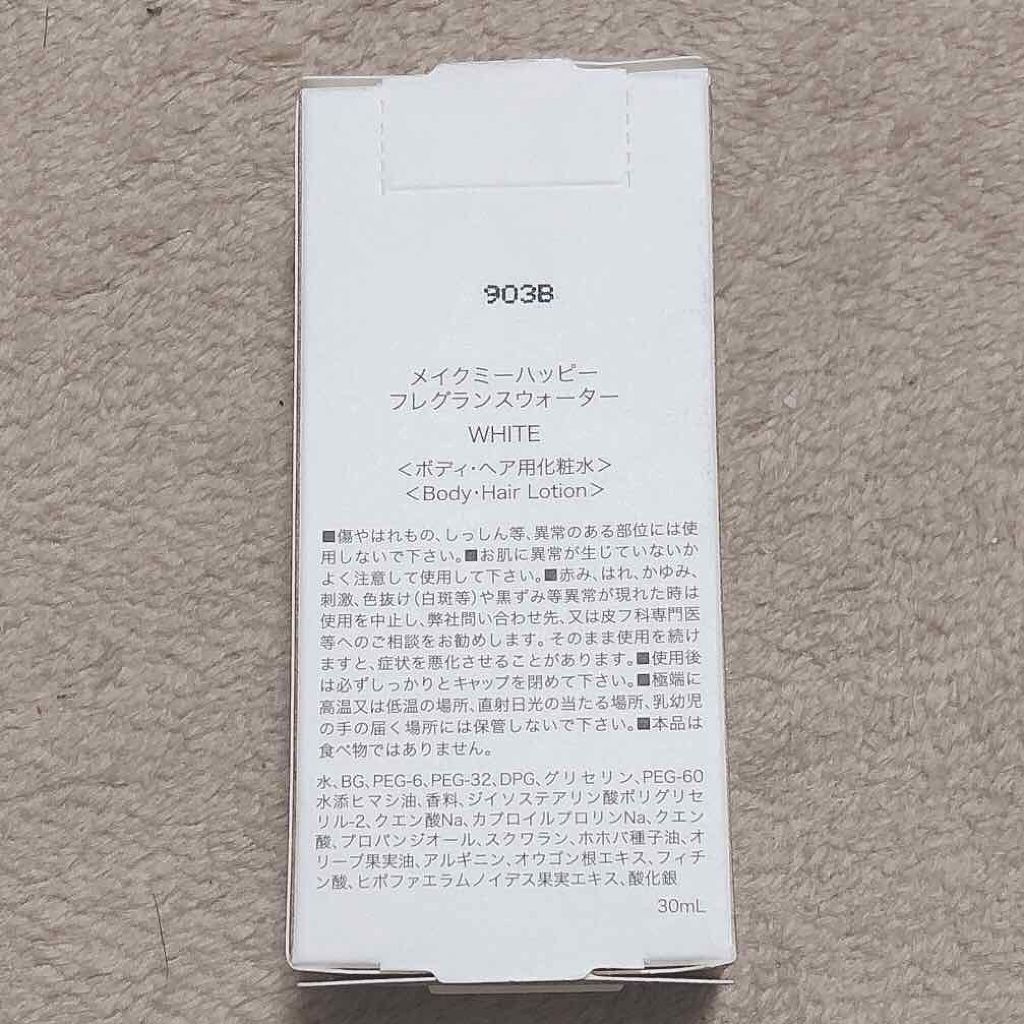 903B
メイクミーハッピー
フレグランスウォーター
WHITE
＜ボディ・ヘア用化粧水＞
＜Body・Hair Lotion＞
■傷やはれもの、しっしん等、異常のある部位には使
用しないで下さい。■お肌に異常が生じていないか
よく注意して使用して下さい。■赤み、はれ、かゆみ、
刺激、色抜け(白斑等)や黒ずみ等異常が現れた時は
使用を中止し、弊社問い合わせ先、又は皮フ科専門医
等へのご相談をお勧めします。そのまま使用を続け
ますと、症状を悪化させることがあります。■使用後
は必ずしっかりとキャップを閉めて下さい。■極端に
高温又は低温の場所、直射日光の当たる場所、乳幼児
の手の届く場所には保管しないで下さい。■本品は
食べ物ではありません。
水、BG、PEG-6、PEG-32、DPG、グリセリン、PEG-60
水添ヒマシ油、香料、ジイソステアリン酸ポリグリセ
リル-2、クエン酸Na、カプロイルプロリンNa、クエン
酸、プロパンジオール、スクワラン、ホホバ種子油、オ
リーブ果実油、アルギニン、オウゴン根エキス、フィチ
ン酸、ヒポファエラムノイデス果実エキス、酸化銀
30mL